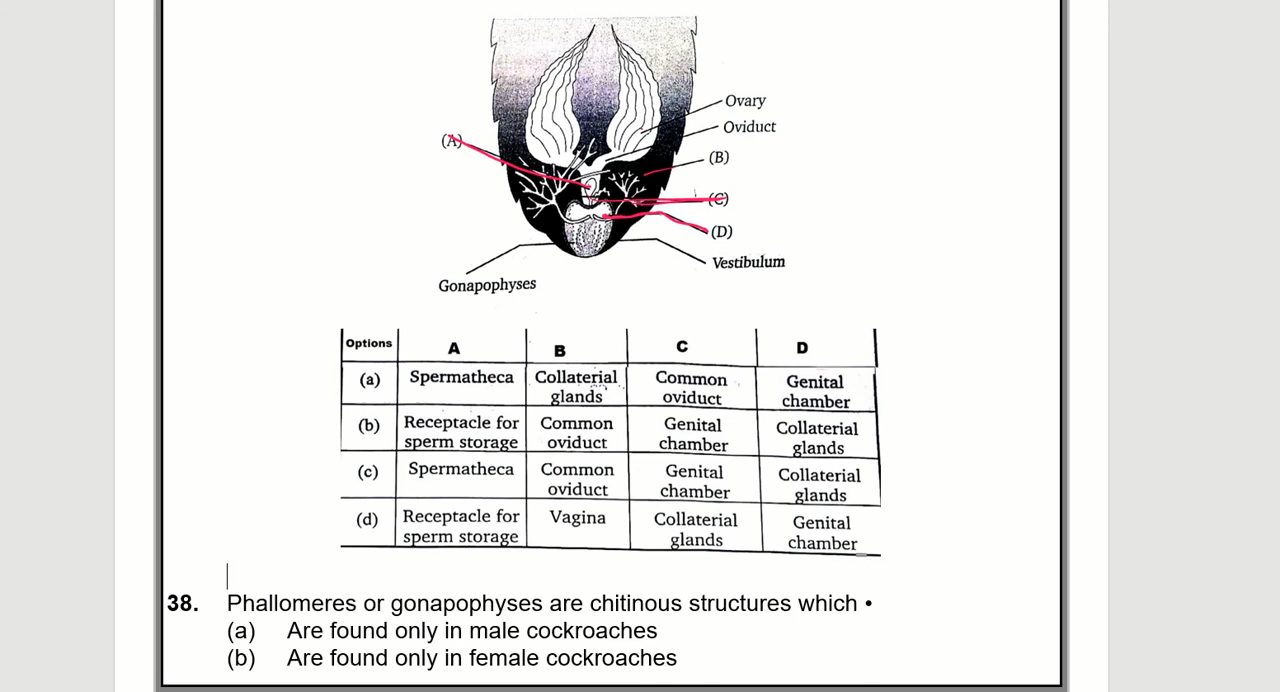 Ovary
Oviduct
(A)
(B)
(C)
(D)
Vestibulum
Gonapophyses
Options A B C D
(a) Spermatheca Collaterial glands Common oviduct Genital chamber
(b) Receptacle for sperm storage Common oviduct Genital chamber Collaterial glands
(c) Spermatheca Common oviduct Genital chamber Collaterial glands
(d) Receptacle for sperm storage Vagina Collaterial glands Genital chamber
38. Phallomeres or gonapophyses are chitinous structures which •
(a) Are found only in male cockroaches
(b) Are found only in female cockroaches